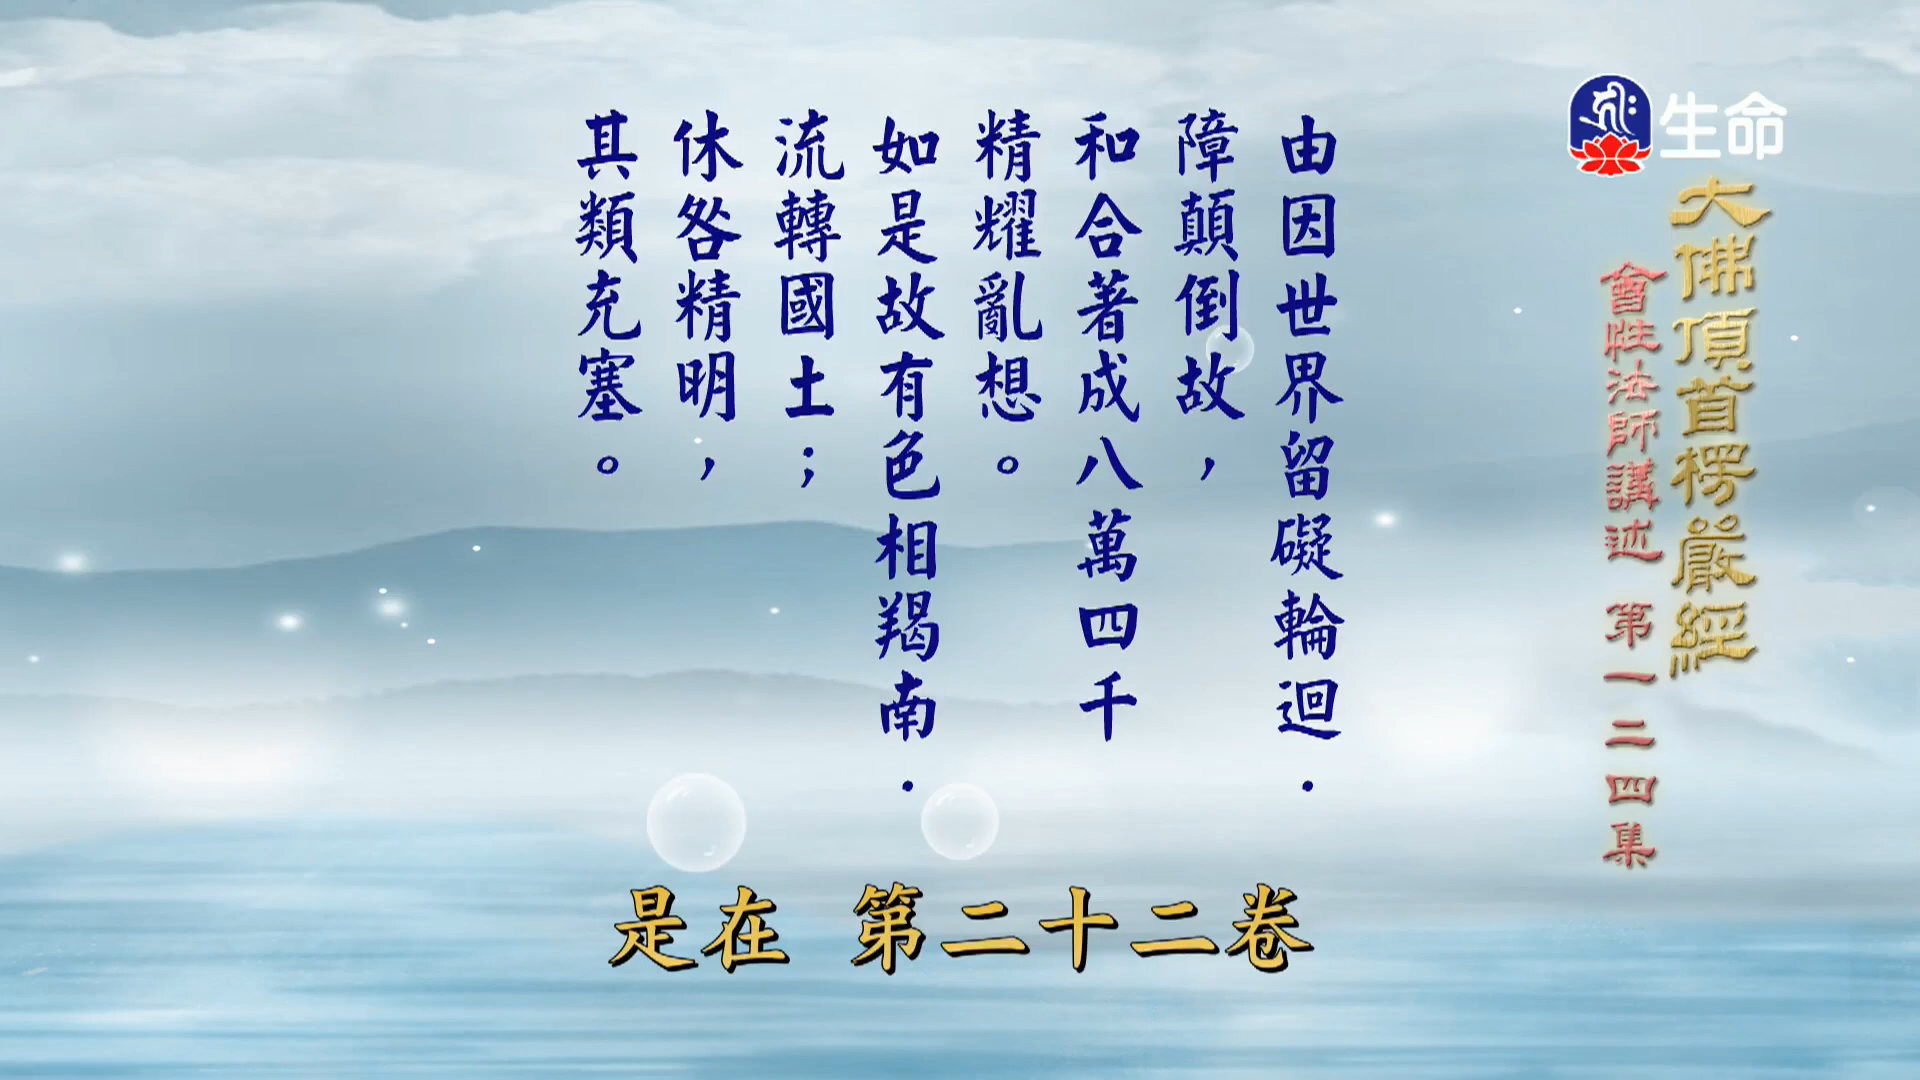 生命
大佛頂首楞嚴經
會性法師講述 第一二四集
由因世界留礙輪迴．
障顛倒故，
和合著成八萬四千
精耀亂想。
如是故有色相羯南．
流轉國土；
休咎精明，
其類充塞。
是在 第二十二卷